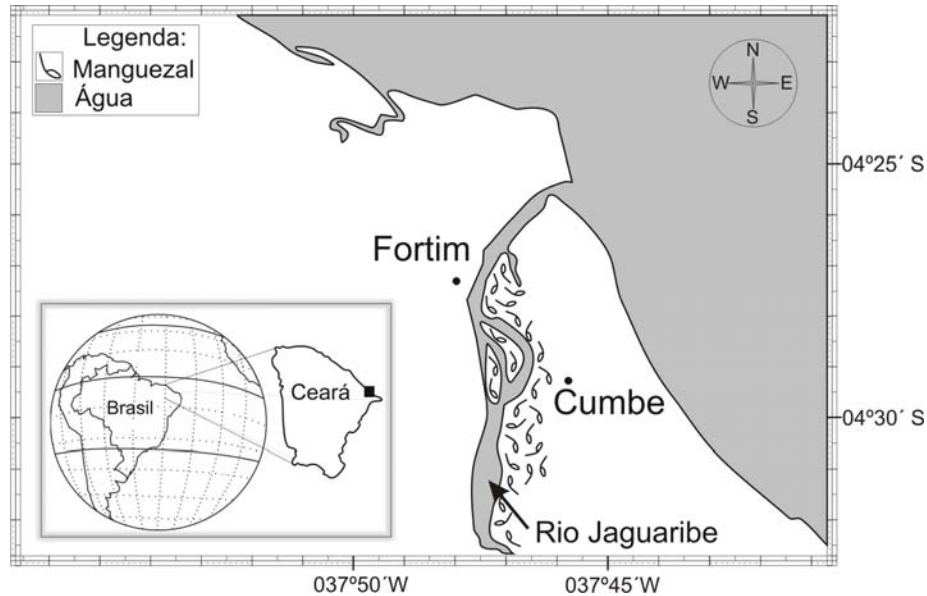 Legenda:
Manguezal
Água
N
W E
S
04º25´ S
Fortim
Cumbe
Ceará
Brasil
04º30´ S
Rio Jaguaribe
037º50´W
037º45´W